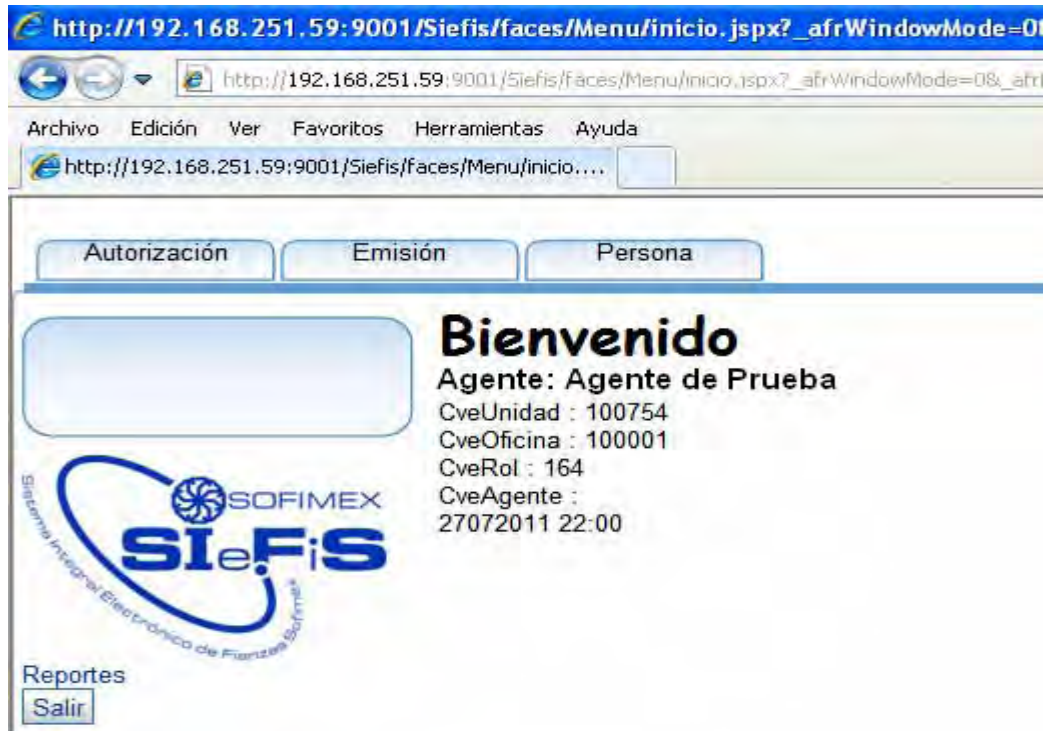 http://192.168.251.59:9001/Siefis/faces/Menu/inicio.jspx?_afrWindowMode=0&
http://192.168.251.59:9001/Siefis/faces/Menu/inicio.jspx?_afrWindowMode=0&_afrl
Archivo Edición Ver Favoritos Herramientas Ayuda
http://192.168.251.59:9001/Siefis/faces/Menu/inicio....
Autorización Emisión Persona
Bienvenido
Agente: Agente de Prueba
CveUnidad : 100754
CveOficina : 100001
CveRol : 164
CveAgente :
27072011 22:00
SOFIMEX
SIeFiS
Sistema Integral Electrónico de Fianzas Sofimex
Reportes
Salir